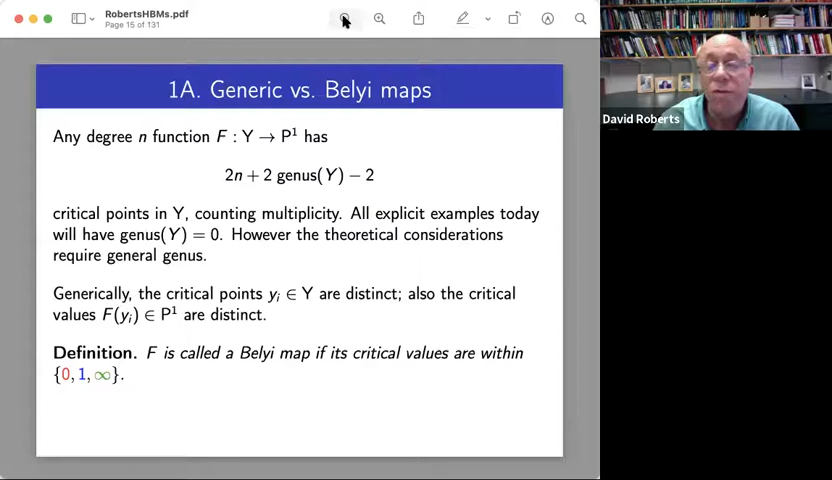 RobertsHBMs.pdf
Page 15 of 131
1A. Generic vs. Belyi maps
Any degree n function F : Y → P¹ has
2n + 2 genus(Y) − 2
critical points in Y, counting multiplicity. All explicit examples today
will have genus(Y) = 0. However the theoretical considerations
require general genus.
Generically, the critical points yᵢ ∈ Y are distinct; also the critical
values F(yᵢ) ∈ P¹ are distinct.
Definition. F is called a Belyi map if its critical values are within
{0, 1, ∞}.
David Roberts